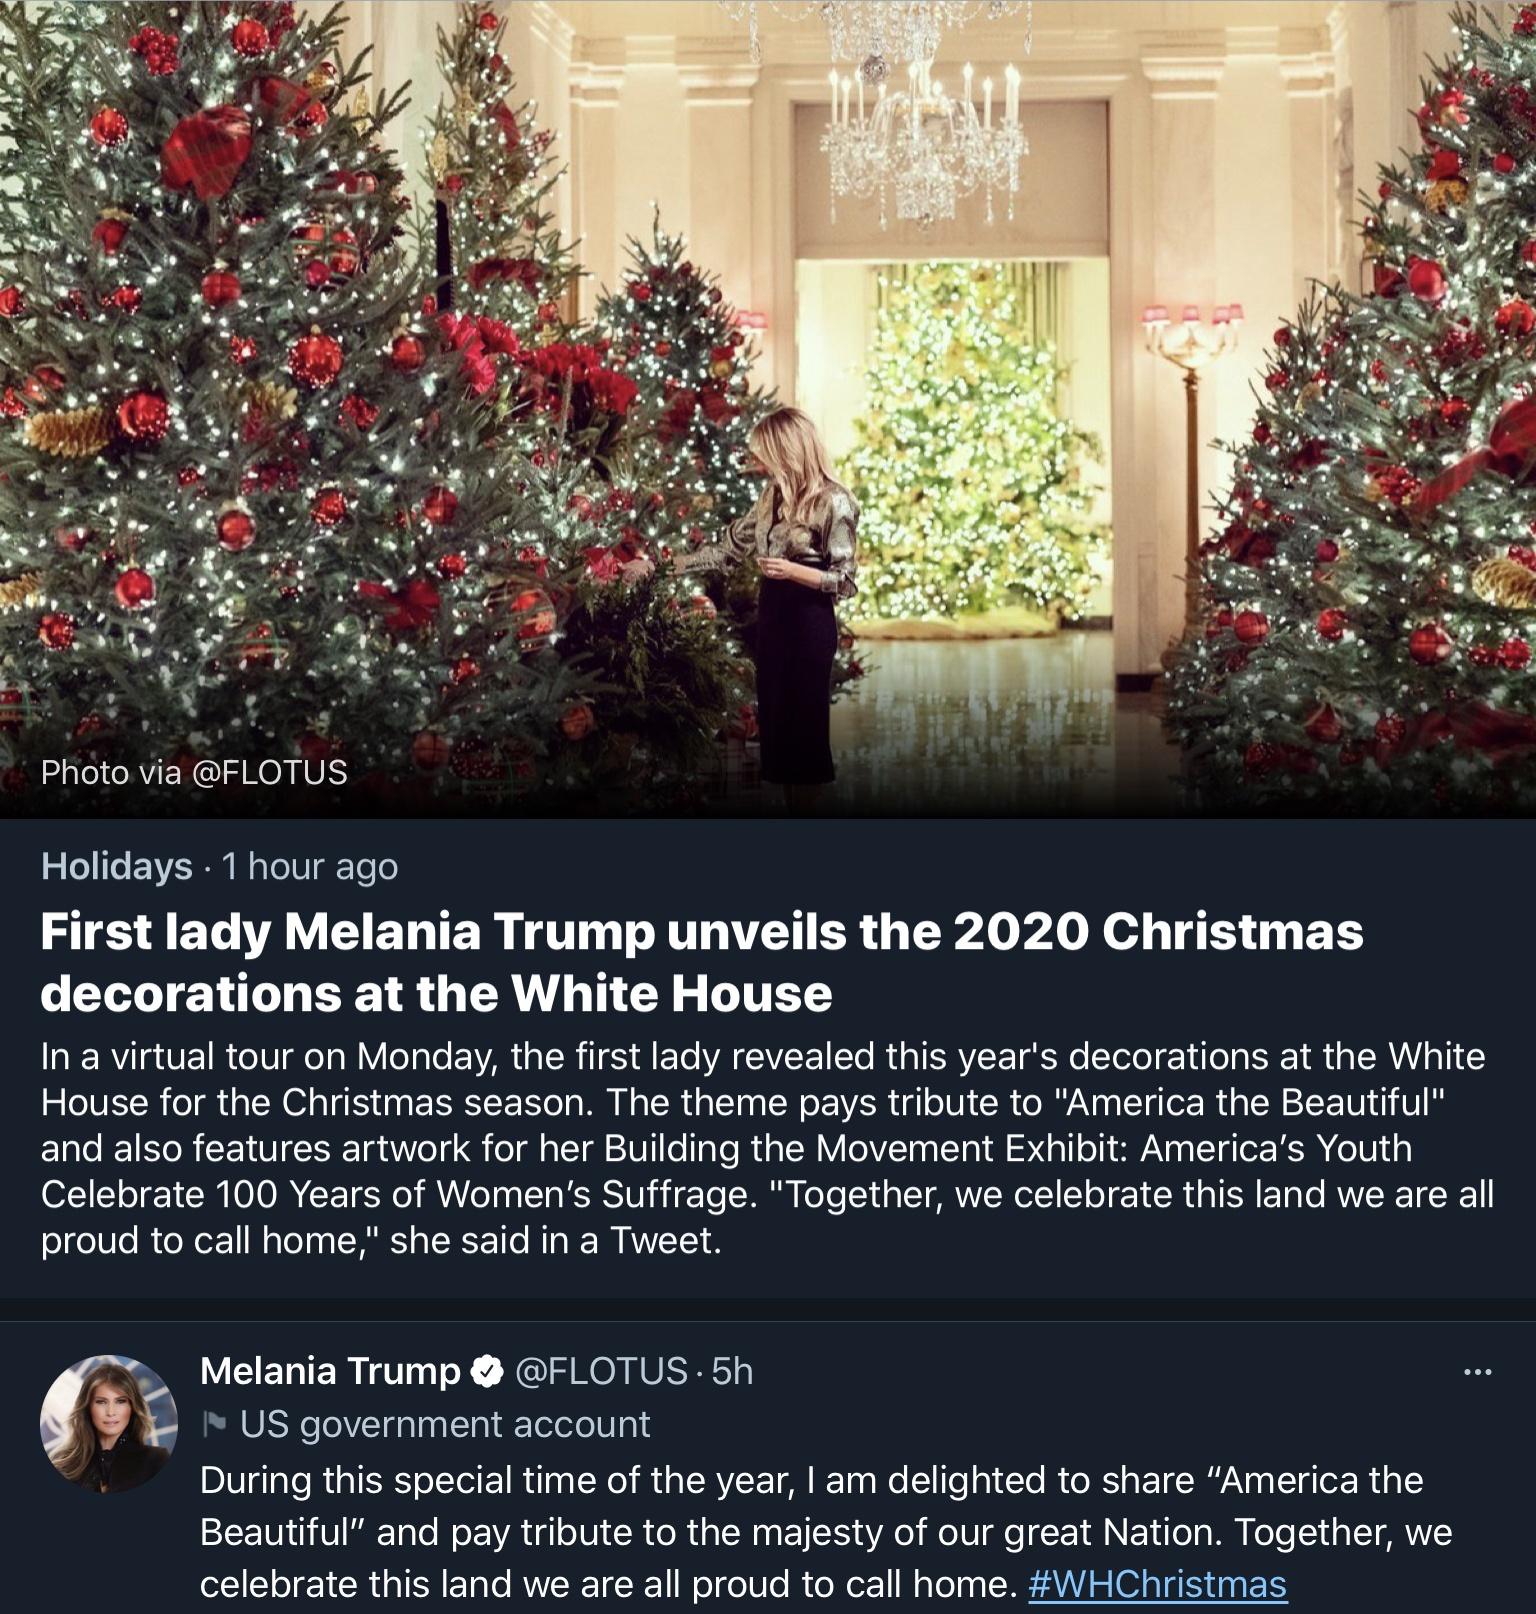 Photo via @FLOTUS
Holidays · 1 hour ago
First lady Melania Trump unveils the 2020 Christmas
decorations at the White House
In a virtual tour on Monday, the first lady revealed this year's decorations at the White
House for the Christmas season. The theme pays tribute to "America the Beautiful"
and also features artwork for her Building the Movement Exhibit: America’s Youth
Celebrate 100 Years of Women’s Suffrage. "Together, we celebrate this land we are all
proud to call home," she said in a Tweet.
Melania Trump @FLOTUS · 5h
US government account
During this special time of the year, I am delighted to share “America the
Beautiful” and pay tribute to the majesty of our great Nation. Together, we
celebrate this land we are all proud to call home. #WHChristmas